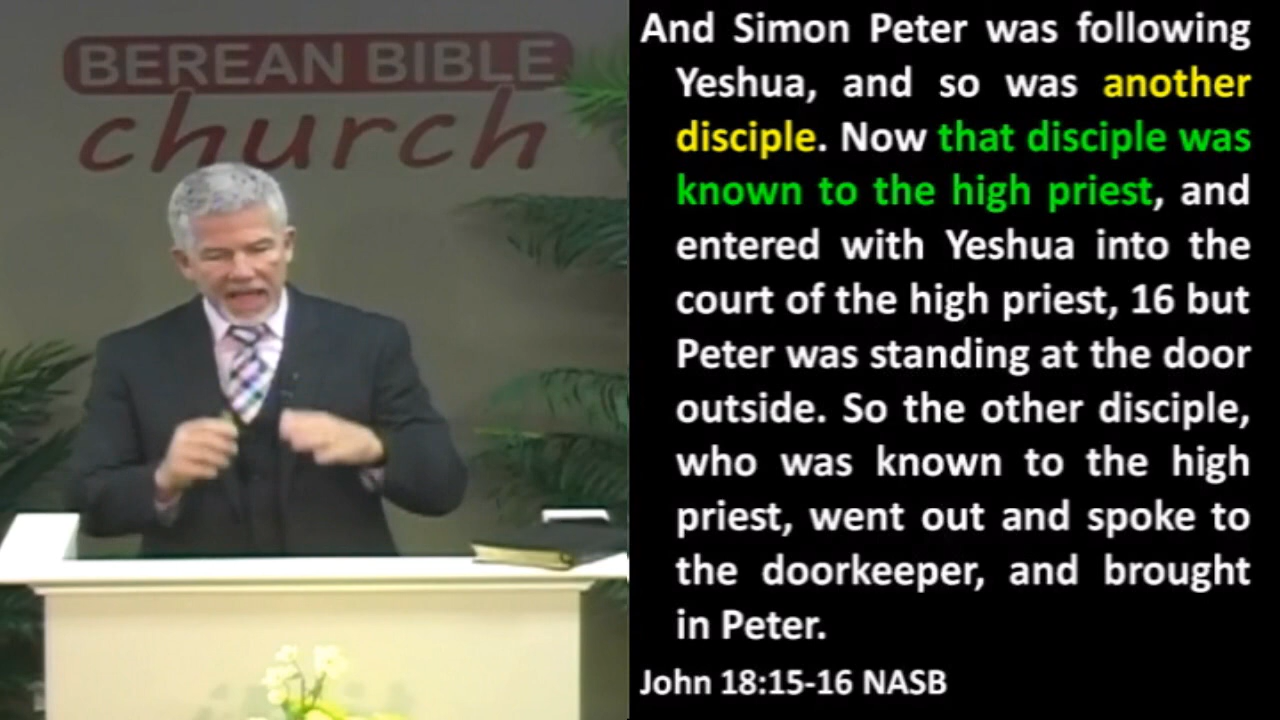 BEREAN BIBLE
church
And Simon Peter was following
Yeshua, and so was another
disciple. Now that disciple was
known to the high priest, and
entered with Yeshua into the
court of the high priest, 16 but
Peter was standing at the door
outside. So the other disciple,
who was known to the high
priest, went out and spoke to
the doorkeeper, and brought
in Peter.
John 18:15-16 NASB